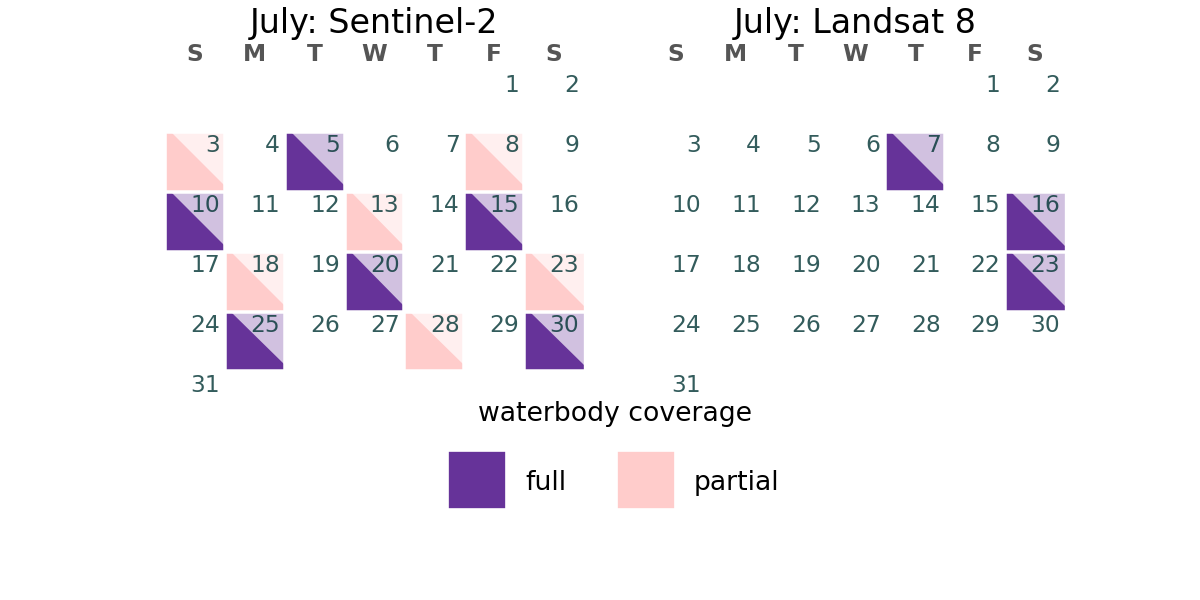 July: Sentinel-2
S M T W T F S
1 2
3 4 5 6 7 8 9
10 11 12 13 14 15 16
17 18 19 20 21 22 23
24 25 26 27 28 29 30
31
July: Landsat 8
S M T W T F S
1 2
3 4 5 6 7 8 9
10 11 12 13 14 15 16
17 18 19 20 21 22 23
24 25 26 27 28 29 30
31
waterbody coverage
full
partial